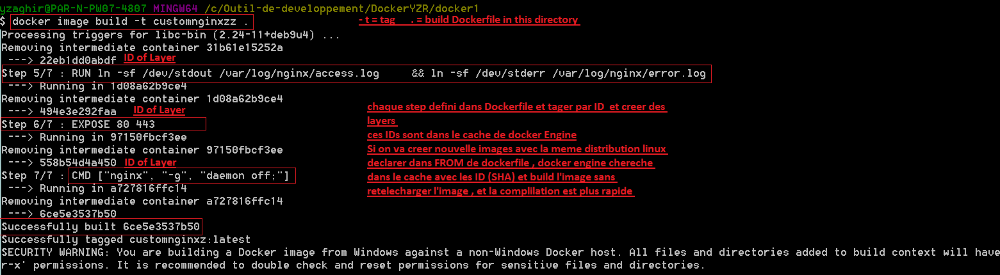 yzaghir@PAR-N-PW07-4807 MINGW64 /c/Outil-de-developpement/DockerYZR/docker1
$ docker image build -t customnginxzz .
- t = tag . = build Dockerfile in this directory
Processing triggers for libc-bin (2.24-11+deb9u4) ...
Removing intermediate container 31b61e15252a
---> 22eb1dd0abdf ID of Layer
Step 5/7 : RUN ln -sf /dev/stdout /var/log/nginx/access.log && ln -sf /dev/stderr /var/log/nginx/error.log
---> Running in 1d08a62b9ce4
Removing intermediate container 1d08a62b9ce4
---> 494e3e292faa ID of Layer
Step 6/7 : EXPOSE 80 443
---> Running in 97150fbcf3ee
Removing intermediate container 97150fbcf3ee
---> 558b54d4a450 ID of Layer
Step 7/7 : CMD ["nginx", "-g", "daemon off;"]
---> Running in a727816ffc14
Removing intermediate container a727816ffc14
---> 6ce5e3537b50
Successfully built 6ce5e3537b50
Successfully tagged customnginxz:latest
SECURITY WARNING: You are building a Docker image from Windows against a non-Windows Docker host. All files and directories added to build context will have
r-x' permissions. It is recommended to double check and reset permissions for sensitive files and directories.
chaque step defini dans Dockerfile et tager par ID et creer des
layers
ces IDs sont dans le cache de docker Engine
Si on va creer nouvelle images avec la meme distribution linux
declarer dans FROM de dockerfile , docker engine chereche
dans le cache avec les ID (SHA) et build l'image sans
retelecharger l'image , et la complilation est plus rapide